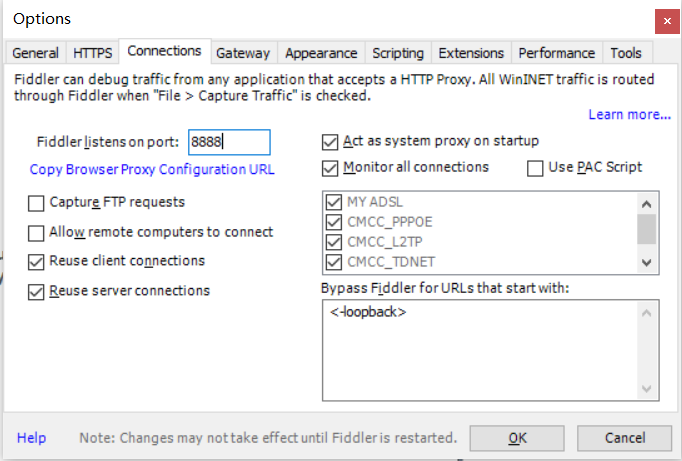 Options
General HTTPS Connections Gateway Appearance Scripting Extensions Performance Tools
Fiddler can debug traffic from any application that accepts a HTTP Proxy. All WinINET traffic is routed
through Fiddler when "File > Capture Traffic" is checked.
Learn more...
Fiddler listens on port: 8888
Copy Browser Proxy Configuration URL
Capture FTP requests
Allow remote computers to connect
Reuse client connections
Reuse server connections
Act as system proxy on startup
Monitor all connections Use PAC Script
MY ADSL
CMCC_PPPOE
CMCC_L2TP
CMCC_TDNET
Bypass Fiddler for URLs that start with:
<-loopback>
Help Note: Changes may not take effect until Fiddler is restarted. OK Cancel